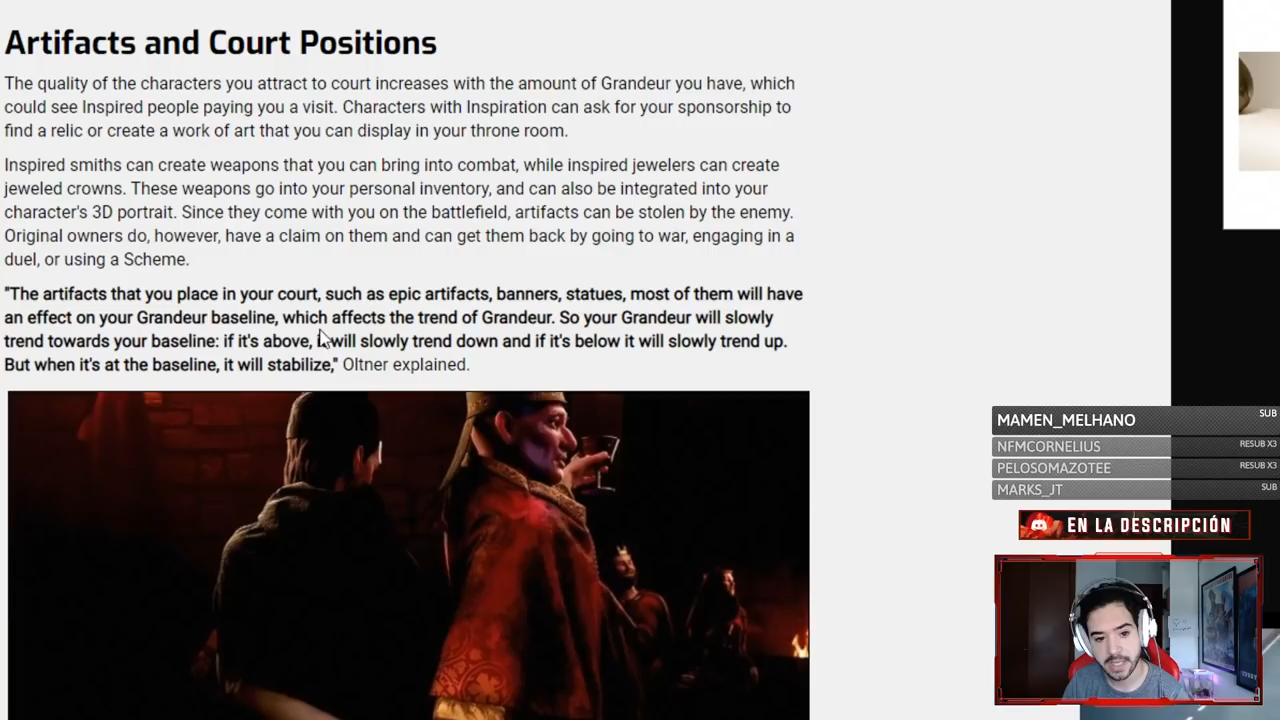 Artifacts and Court Positions
The quality of the characters you attract to court increases with the amount of Grandeur you have, which
could see Inspired people paying you a visit. Characters with Inspiration can ask for your sponsorship to
find a relic or create a work of art that you can display in your throne room.
Inspired smiths can create weapons that you can bring into combat, while inspired jewelers can create
jeweled crowns. These weapons go into your personal inventory, and can also be integrated into your
character's 3D portrait. Since they come with you on the battlefield, artifacts can be stolen by the enemy.
Original owners do, however, have a claim on them and can get them back by going to war, engaging in a
duel, or using a Scheme.
"The artifacts that you place in your court, such as epic artifacts, banners, statues, most of them will have
an effect on your Grandeur baseline, which affects the trend of Grandeur. So your Grandeur will slowly
trend towards your baseline: if it's above, it will slowly trend down and if it's below it will slowly trend up.
But when it's at the baseline, it will stabilize," Oltner explained.
MAMEN_MELHANO SUB
NFMCORNELIUS RESUB X3
PELOSOMAZOTEE RESUB X3
MARKS_JT SUB
EN LA DESCRIPCIÓN